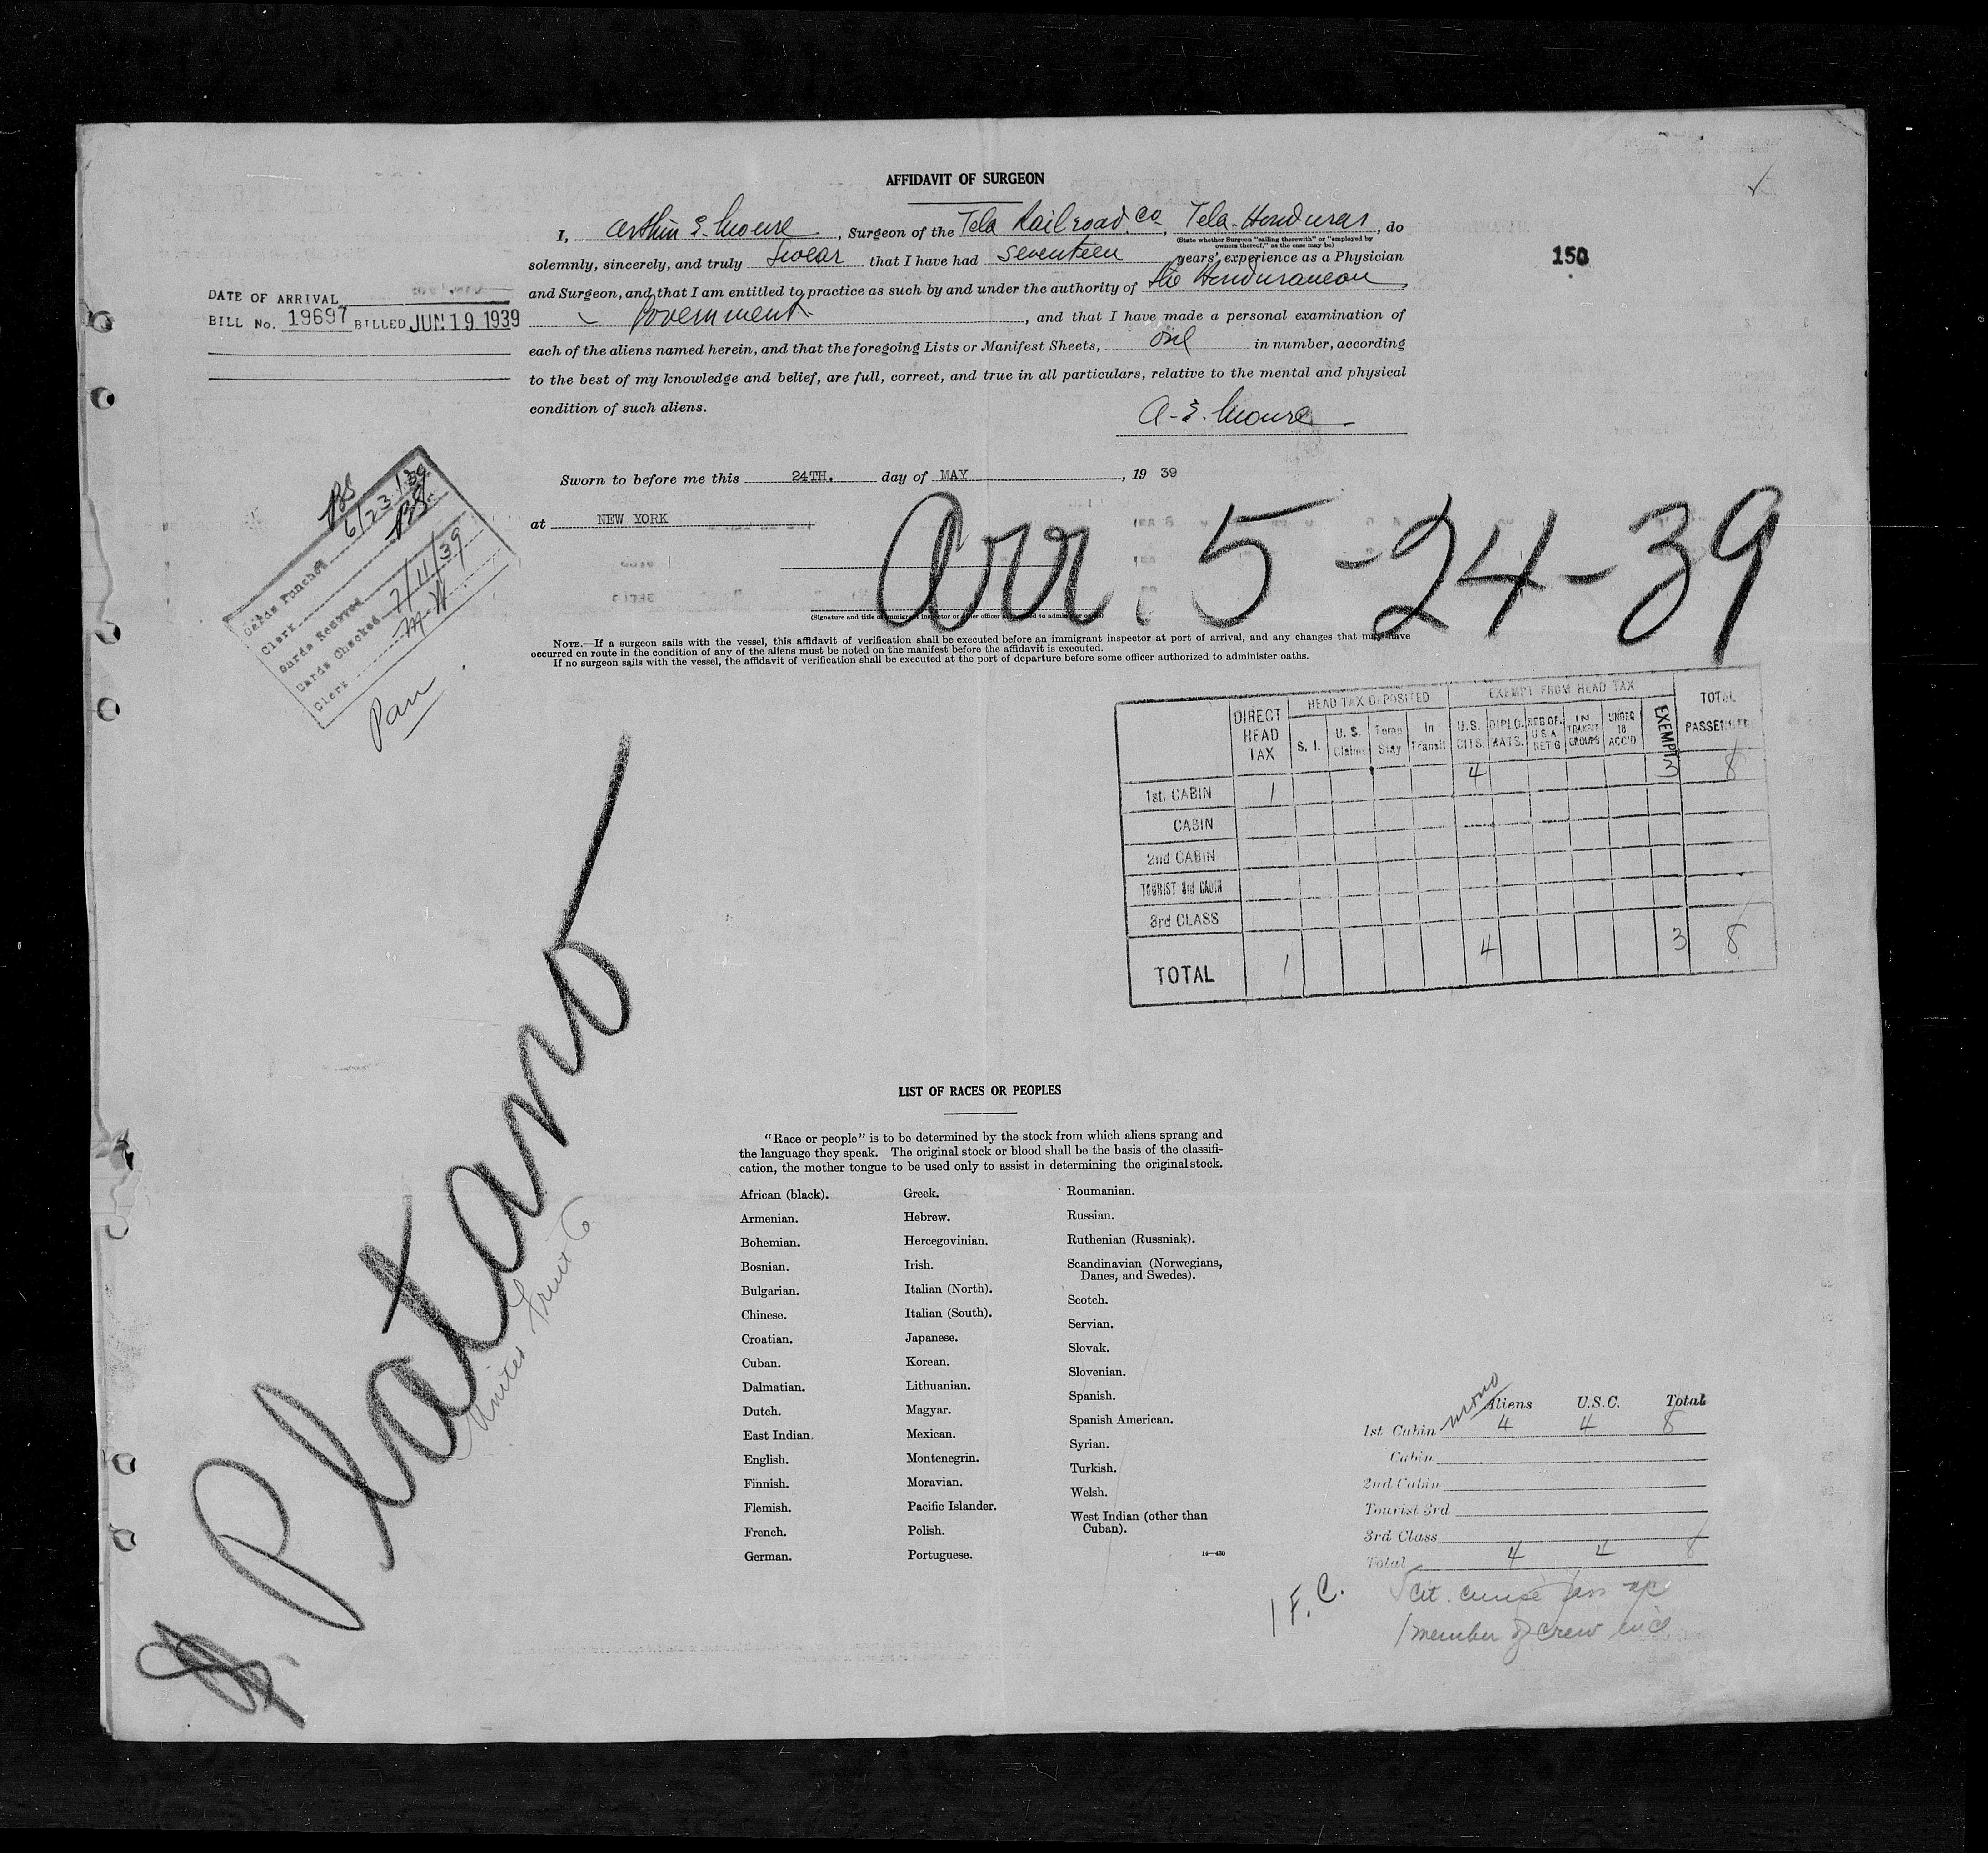 AFFIDAVIT OF SURGEON
I, Arthur E. Mouse, Surgeon of the Tela Railroad Co, Tela-Honduras, do
(State whether Surgeon "sailing therewith" or "employed by
owners thereof," as the case may be)
solemnly, sincerely, and truly Swear that I have had Seventeen years' experience as a Physician
and Surgeon, and that I am entitled to practice as such by and under the authority of the Honduranean
Government, and that I have made a personal examination of
each of the aliens named herein, and that the foregoing Lists or Manifest Sheets, one in number, according
to the best of my knowledge and belief, are full, correct, and true in all particulars, relative to the mental and physical
condition of such aliens.
150
DATE OF ARRIVAL
BILL No. 19697 BILLED JUN 19 1939
Sworn to before me this 24TH. day of MAY, 19 39
at NEW YORK
Arr. 5-24-39
(Signature and title of immigrant inspector or other officer authorized to administer
NOTE.—If a surgeon sails with the vessel, this affidavit of verification shall be executed before an immigrant inspector at port of arrival, and any changes that may have
occurred en route in the condition of any of the aliens must be noted on the manifest before the affidavit is executed.
If no surgeon sails with the vessel, the affidavit of verification shall be executed at the port of departure before some officer authorized to administer oaths.
BS
Cards Punched 6/23/39
Clerk BS
Cards Removed
Cards Checked 7/11/39
Clerk
Pan
HEAD TAX DEPOSITED EXEMPT FROM HEAD TAX
DIRECT HEAD TAX S. I. U. S. Claims Temp Stay In Transit U.S. CITS. DIPLO. MATS. RES OF U.S.A. RET'G IN TRANSIT GROUPS UNDER 16 ACC'D EXEMPT TOTAL PASSENGER
1st. CABIN 1 4 3 8
CABIN
2nd CABIN
TOURIST 3rd CABIN
3rd CLASS
TOTAL 1 4 3 8
Platano
United Fruit Co
LIST OF RACES OR PEOPLES
"Race or people" is to be determined by the stock from which aliens sprang and
the language they speak. The original stock or blood shall be the basis of the classifi-
cation, the mother tongue to be used only to assist in determining the original stock.
African (black).
Armenian.
Bohemian.
Bosnian.
Bulgarian.
Chinese.
Croatian.
Cuban.
Dalmatian.
Dutch.
East Indian.
English.
Finnish.
Flemish.
French.
German.
Greek.
Hebrew.
Hercegovinian.
Irish.
Italian (North).
Italian (South).
Japanese.
Korean.
Lithuanian.
Magyar.
Mexican.
Montenegrin.
Moravian.
Pacific Islander.
Polish.
Portuguese.
Roumanian.
Russian.
Ruthenian (Russniak).
Scandinavian (Norwegians,
Danes, and Swedes).
Scotch.
Servian.
Slovak.
Slovenian.
Spanish.
Spanish American.
Syrian.
Turkish.
Welsh.
West Indian (other than
Cuban).
14—430
Aliens U.S.C. Total
1st Cabin 4 4 8
Cabin
2nd Cabin
Tourist 3rd
3rd Class
Total 4 4 8
1 F. C.
cit. cruise pass
1 member of crew incl